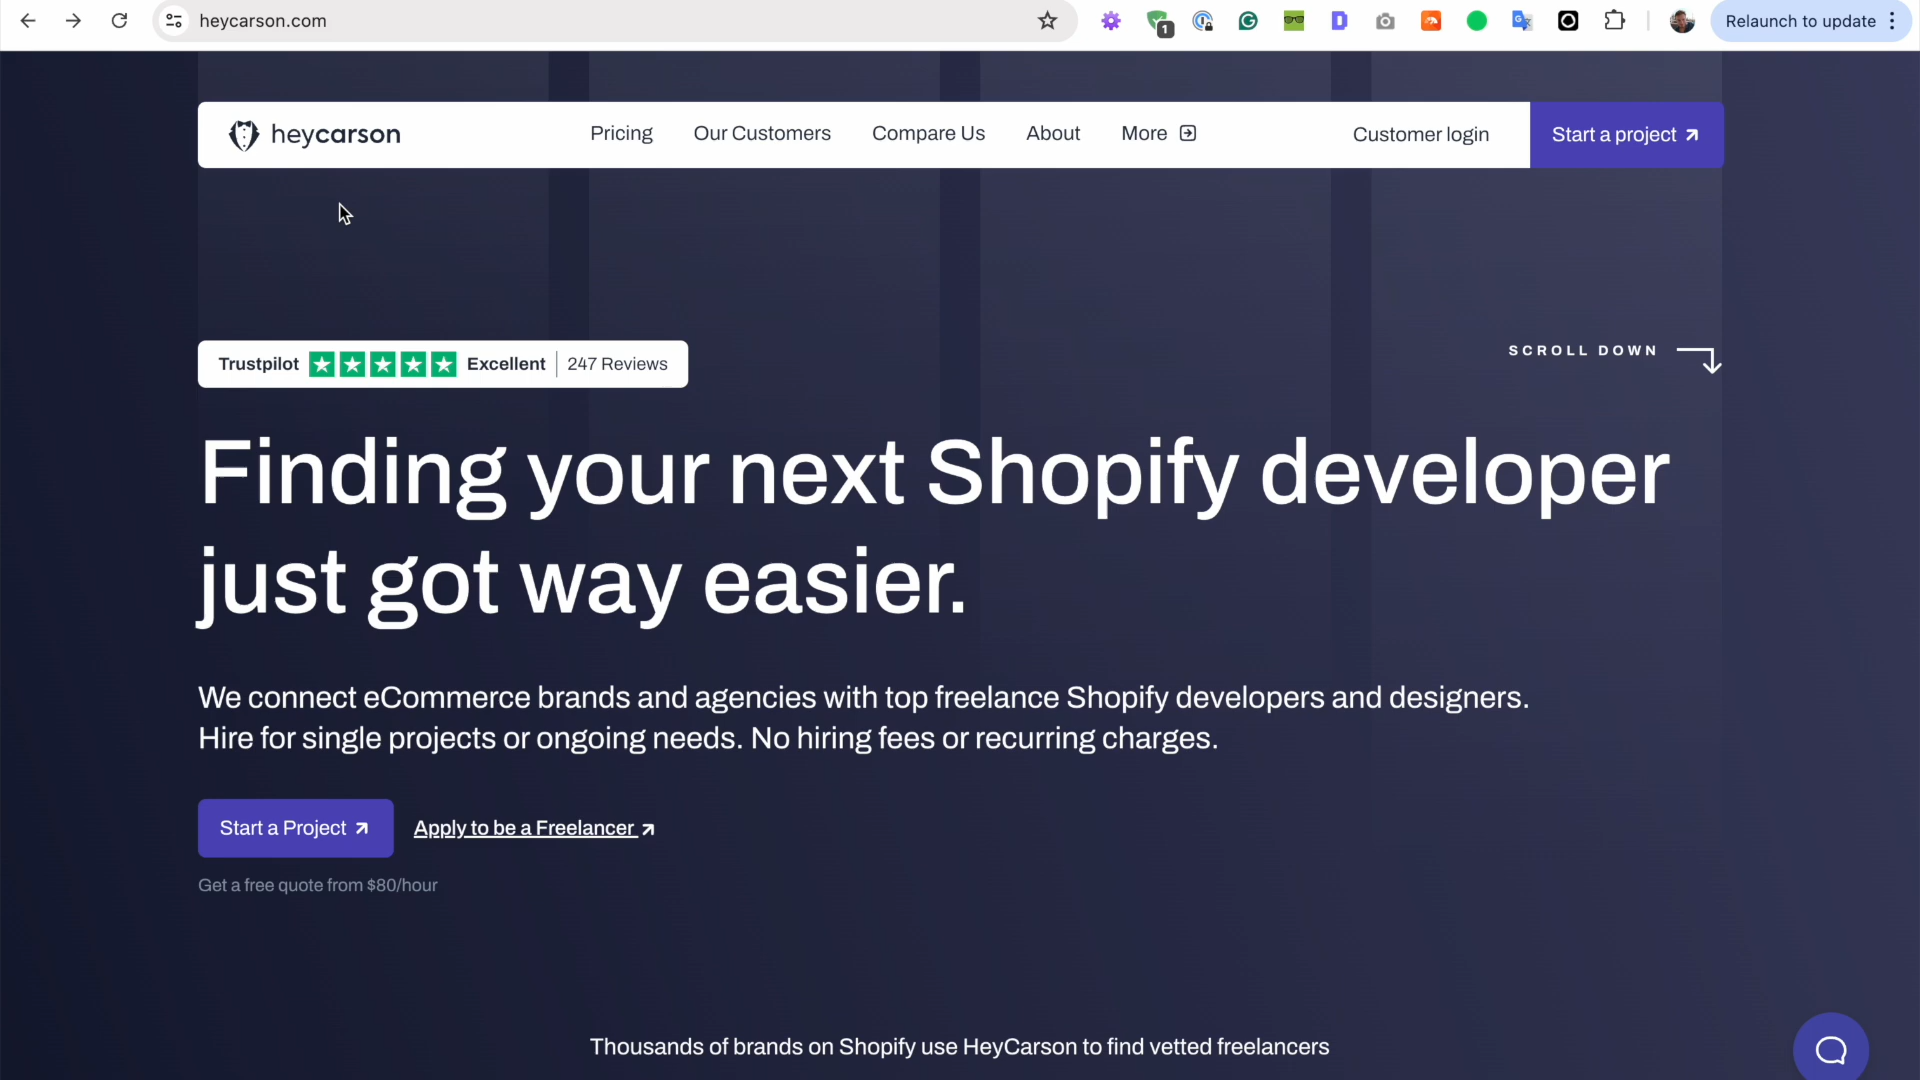 heycarson.com
1
Relaunch to update
heycarson
Pricing
Our Customers
Compare Us
About
More
Customer login
Start a project
Trustpilot
Excellent
247 Reviews
SCROLL DOWN
Finding your next Shopify developer
just got way easier.
We connect eCommerce brands and agencies with top freelance Shopify developers and designers.
Hire for single projects or ongoing needs. No hiring fees or recurring charges.
Start a Project
Apply to be a Freelancer
Get a free quote from $80/hour
Thousands of brands on Shopify use HeyCarson to find vetted freelancers